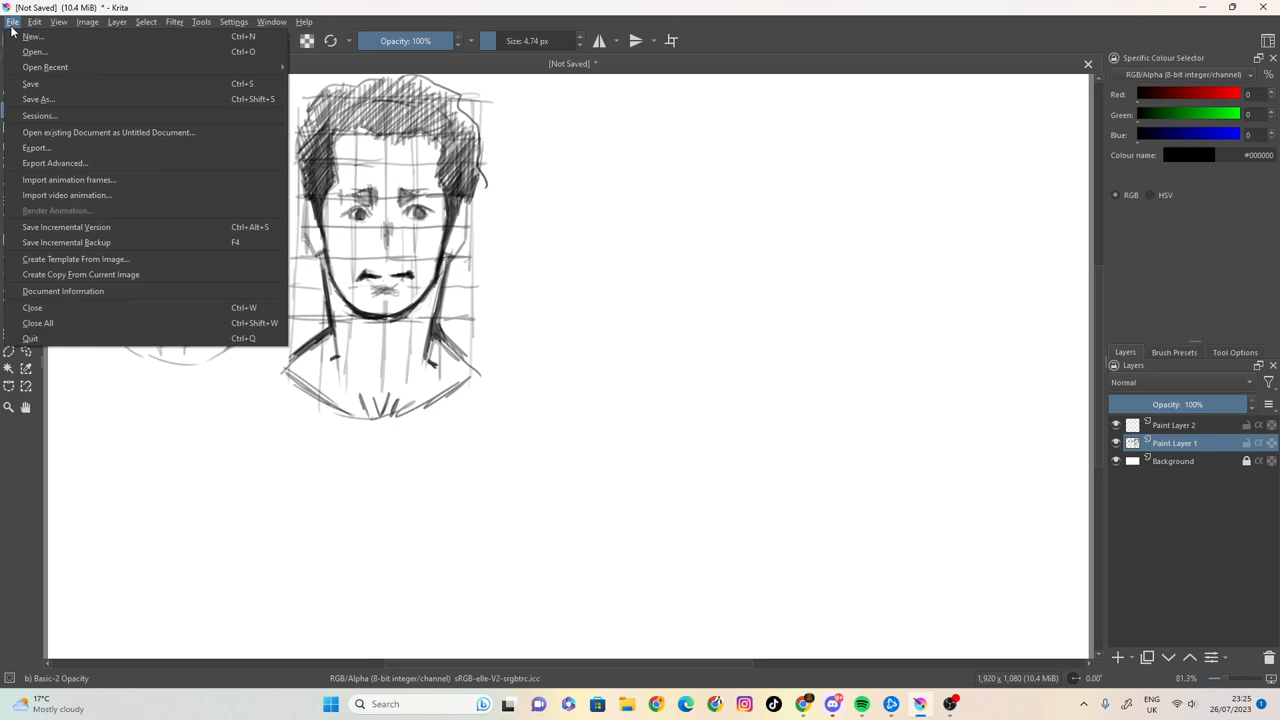 [Not Saved] (10.4 MiB) * - Krita
File Edit View Image Layer Select Filter Tools Settings Window Help
New... Ctrl+N
Open... Ctrl+O
Open Recent
Save Ctrl+S
Save As... Ctrl+Shift+S
Sessions...
Open existing Document as Untitled Document...
Export...
Export Advanced...
Import animation frames...
Import video animation...
Render Animation...
Save Incremental Version Ctrl+Alt+S
Save Incremental Backup F4
Create Template From Image...
Create Copy From Current Image
Document Information
Close Ctrl+W
Close All Ctrl+Shift+W
Quit Ctrl+Q
Opacity: 100% Size: 4.74 px
[Not Saved] *
Specific Colour Selector
RGB/Alpha (8-bit integer/channel) %
Red: 0
Green: 0
Blue: 0
Colour name: #000000
RGB HSV
Layers Brush Presets Tool Options
Layers
Normal
Opacity: 100%
Paint Layer 2
Paint Layer 1
Background
b) Basic-2 Opacity RGB/Alpha (8-bit integer/channel) sRGB-elle-V2-srgbtrc.icc 1,920 x 1,080 (10.4 MiB) 0.00° 81.3%
17°C
Mostly cloudy
Search
ENG
UK
23:25
26/07/2023